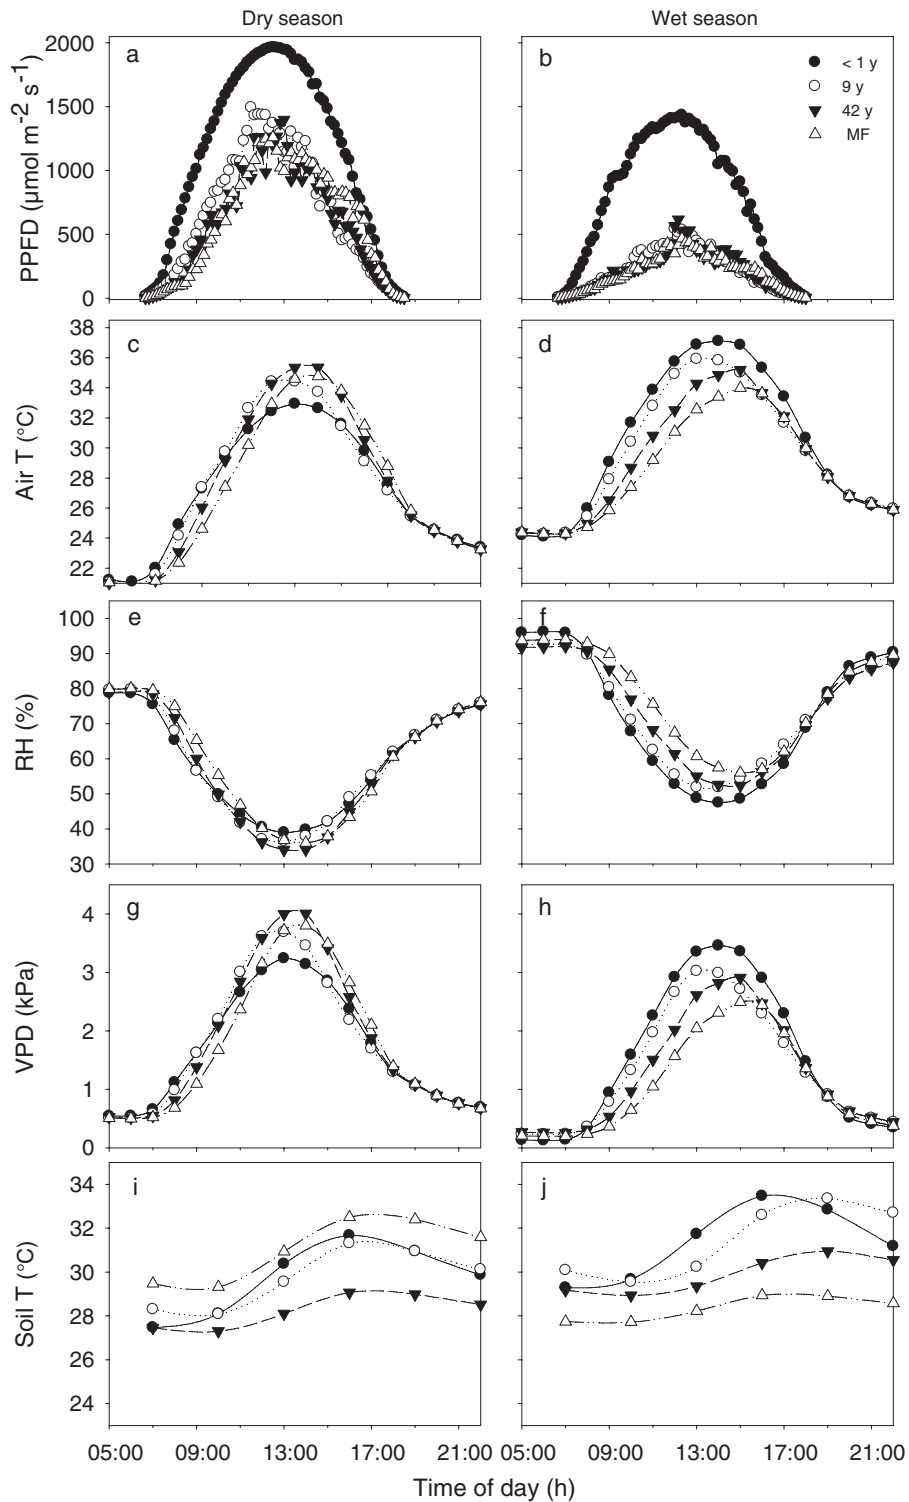 Dry season
Wet season
a
b
< 1 y
9 y
42 y
MF
PPFD (μmol m-2 s-1)
2000
1500
1000
500
0
c
d
Air T (°C)
38
36
34
32
30
28
26
24
22
e
f
RH (%)
100
90
80
70
60
50
40
30
g
h
VPD (kPa)
4
3
2
1
0
i
j
Soil T (°C)
34
32
30
28
26
24
05:00 09:00 13:00 17:00 21:00
05:00 09:00 13:00 17:00 21:00
Time of day (h)